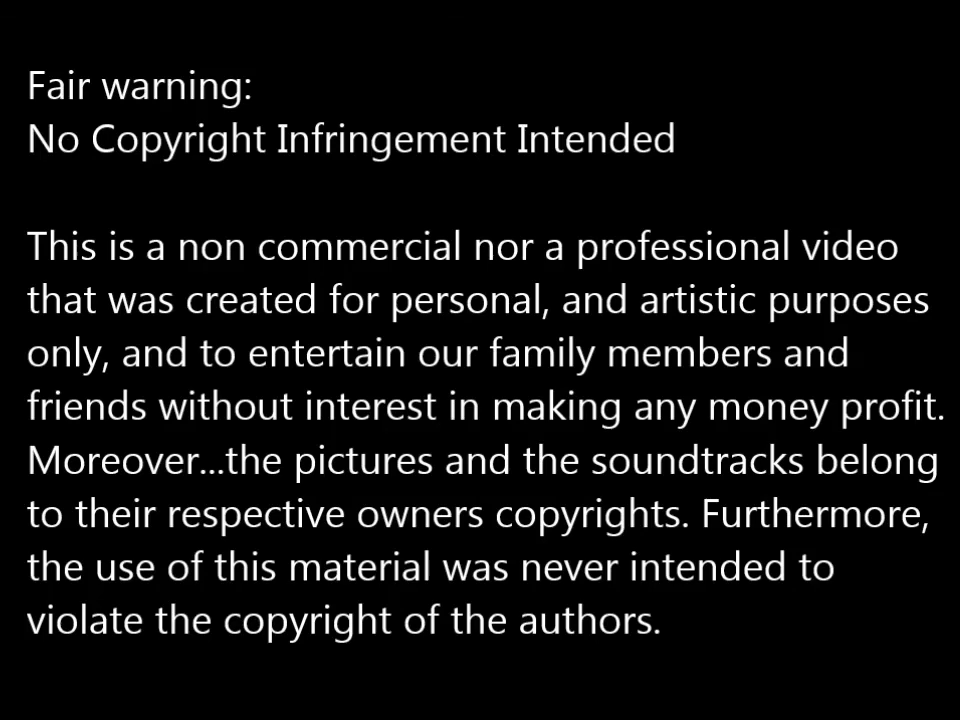 Fair warning:
No Copyright Infringement Intended
This is a non commercial nor a professional video
that was created for personal, and artistic purposes
only, and to entertain our family members and
friends without interest in making any money profit.
Moreover...the pictures and the soundtracks belong
to their respective owners copyrights. Furthermore,
the use of this material was never intended to
violate the copyright of the authors.